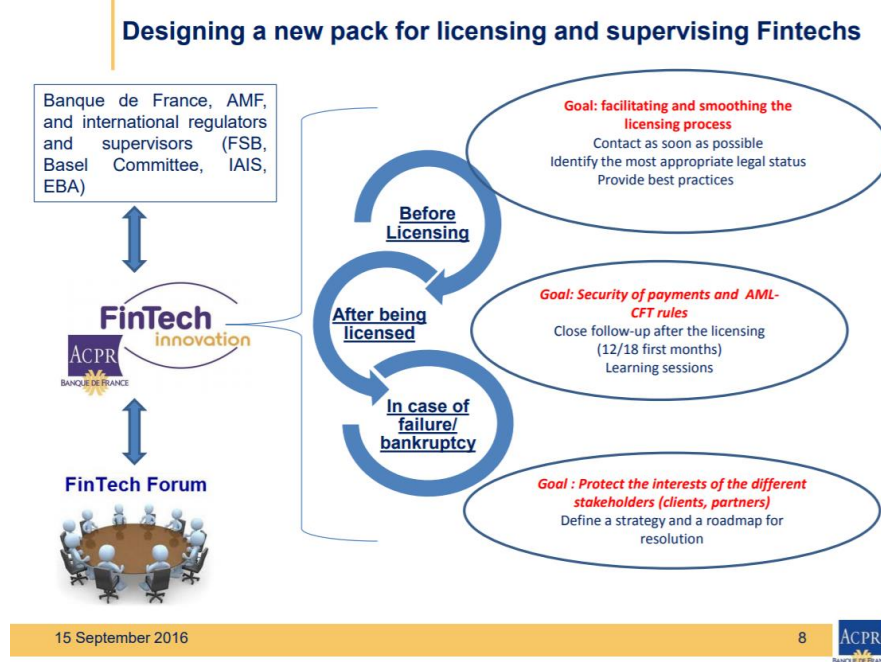 Designing a new pack for licensing and supervising Fintechs
Banque de France, AMF,
and international regulators
and supervisors (FSB,
Basel Committee, IAIS,
EBA)
FinTech
innovation
ACPR
BANQUE DE FRANCE
FinTech Forum
Before
Licensing
After being
licensed
In case of
failure/
bankruptcy
Goal: facilitating and smoothing the
licensing process
Contact as soon as possible
Identify the most appropriate legal status
Provide best practices
Goal: Security of payments and AML-
CFT rules
Close follow-up after the licensing
(12/18 first months)
Learning sessions
Goal : Protect the interests of the different
stakeholders (clients, partners)
Define a strategy and a roadmap for
resolution
15 September 2016
8
ACPR